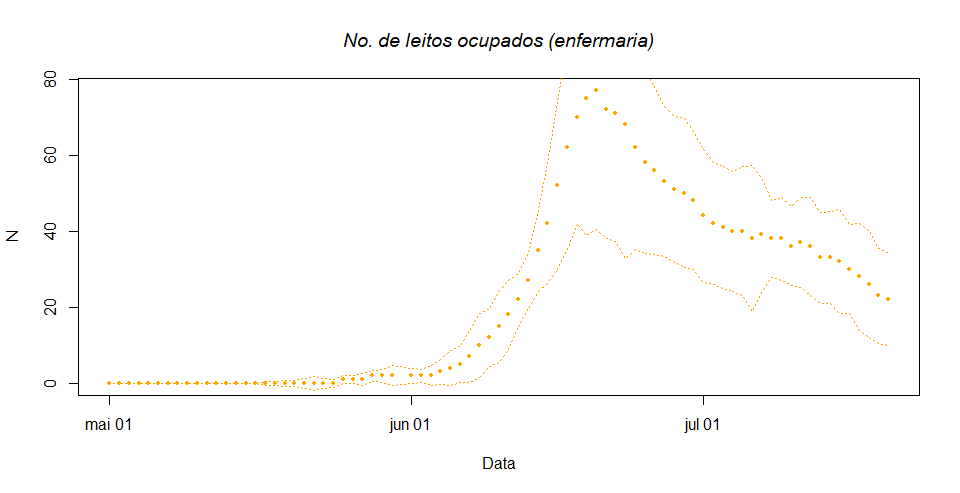 No. de leitos ocupados (enfermaria)
80
60
40
20
0
N
mai 01 jun 01 jul 01
Data